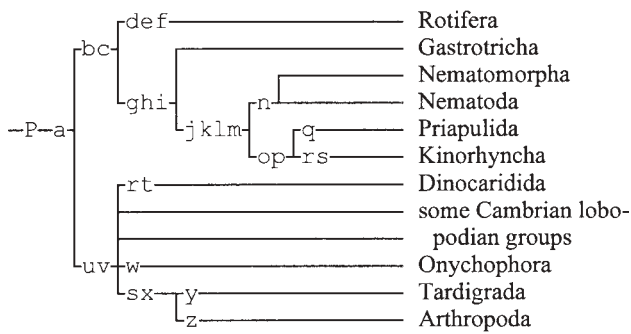 def Rotifera
bc Gastrotricha
Nematomorpha
ghi n Nematoda
P a jklm q Priapulida
op rs Kinorhyncha
rt Dinocaridida
some Cambrian lobo-
podian groups
uv w Onychophora
sx y Tardigrada
z Arthropoda